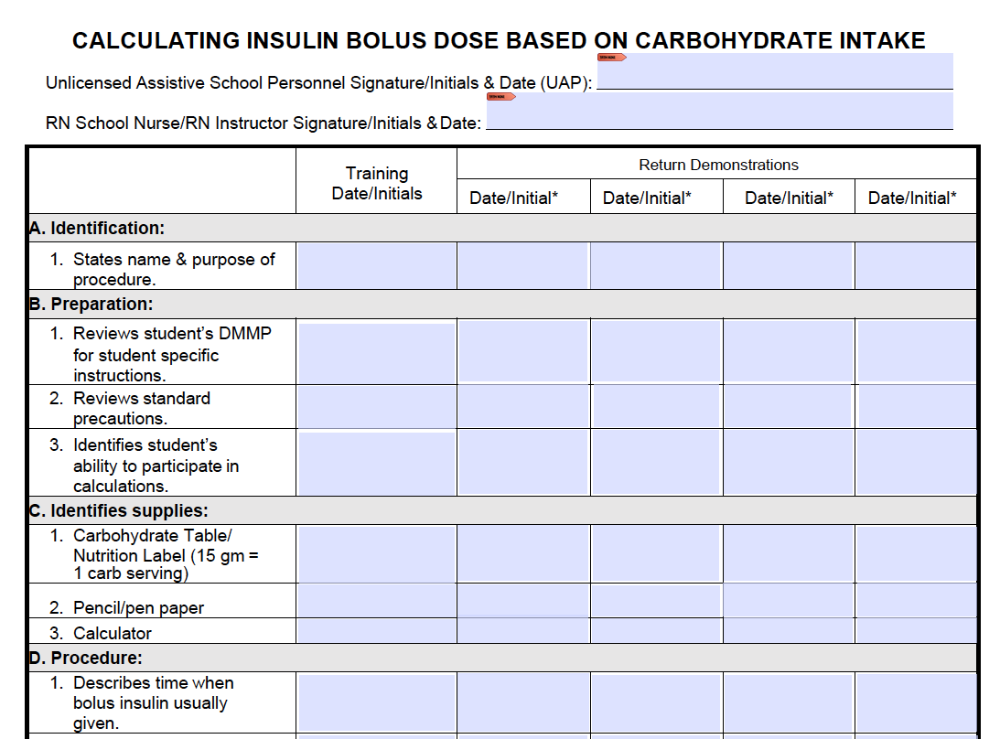 CALCULATING INSULIN BOLUS DOSE BASED ON CARBOHYDRATE INTAKE
Unlicensed Assistive School Personnel Signature/Initials & Date (UAP):
RN School Nurse/RN Instructor Signature/Initials & Date:
Training
Date/Initials
Return Demonstrations
Date/Initial* Date/Initial* Date/Initial* Date/Initial*
A. Identification:
1. States name & purpose of
procedure.
B. Preparation:
1. Reviews student’s DMMP
for student specific
instructions.
2. Reviews standard
precautions.
3. Identifies student’s
ability to participate in
calculations.
C. Identifies supplies:
1. Carbohydrate Table/
Nutrition Label (15 gm =
1 carb serving)
2. Pencil/pen paper
3. Calculator
D. Procedure:
1. Describes time when
bolus insulin usually
given.